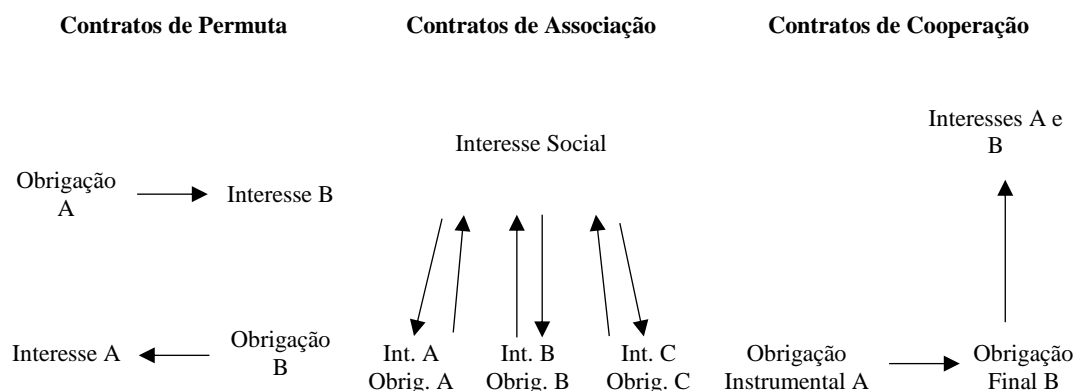 Contratos de Permuta
Contratos de Associação
Contratos de Cooperação
Obrigação
A
Interesse B
Interesse A
Obrigação
B
Interesse Social
Int. A
Obrig. A
Int. B
Obrig. B
Int. C
Obrig. C
Interesses A e
B
Obrigação
Instrumental A
Obrigação
Final B